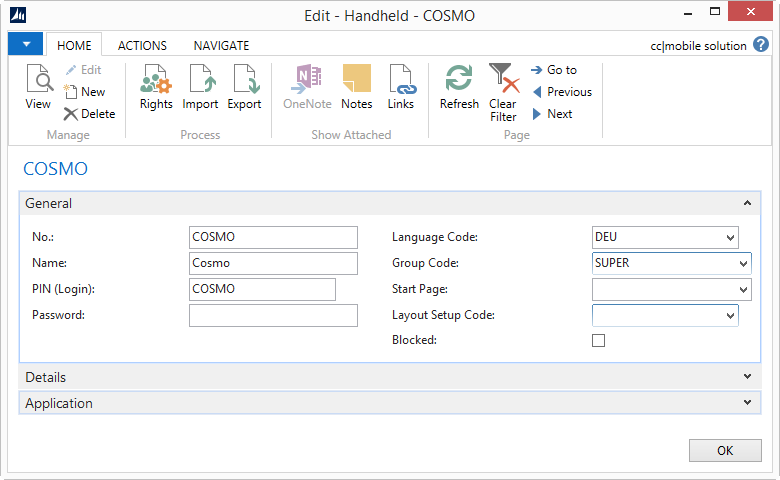 Edit - Handheld - COSMO
HOME ACTIONS NAVIGATE cc|mobile solution ?
View Edit New Delete Rights Import Export OneNote Notes Links Refresh Clear Filter Go to Previous Next
Manage Process Show Attached Page
COSMO
General
No.: COSMO Language Code: DEU
Name: Cosmo Group Code: SUPER
PIN (Login): COSMO Start Page:
Password: Layout Setup Code:
Blocked:
Details
Application
OK